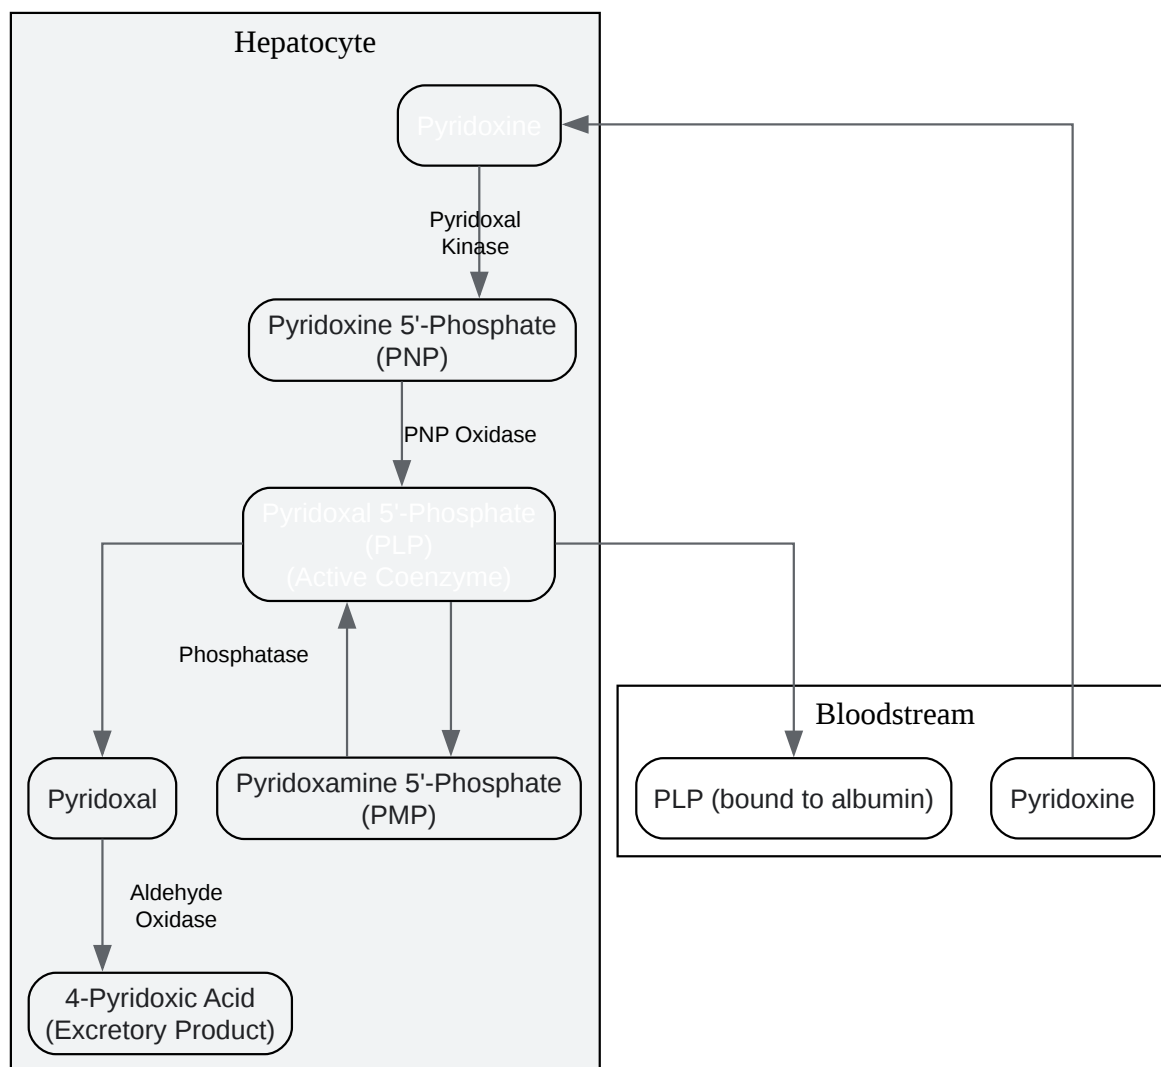 Hepatocyte
Pyridoxine
Pyridoxal
Kinase
Pyridoxine 5'-Phosphate
(PNP)
PNP Oxidase
Pyridoxal 5'-Phosphate
(PLP)
(Active Coenzyme)
Phosphatase
Bloodstream
Pyridoxal
Pyridoxamine 5'-Phosphate
(PMP)
PLP (bound to albumin)
Pyridoxine
Aldehyde
Oxidase
4-Pyridoxic Acid
(Excretory Product)